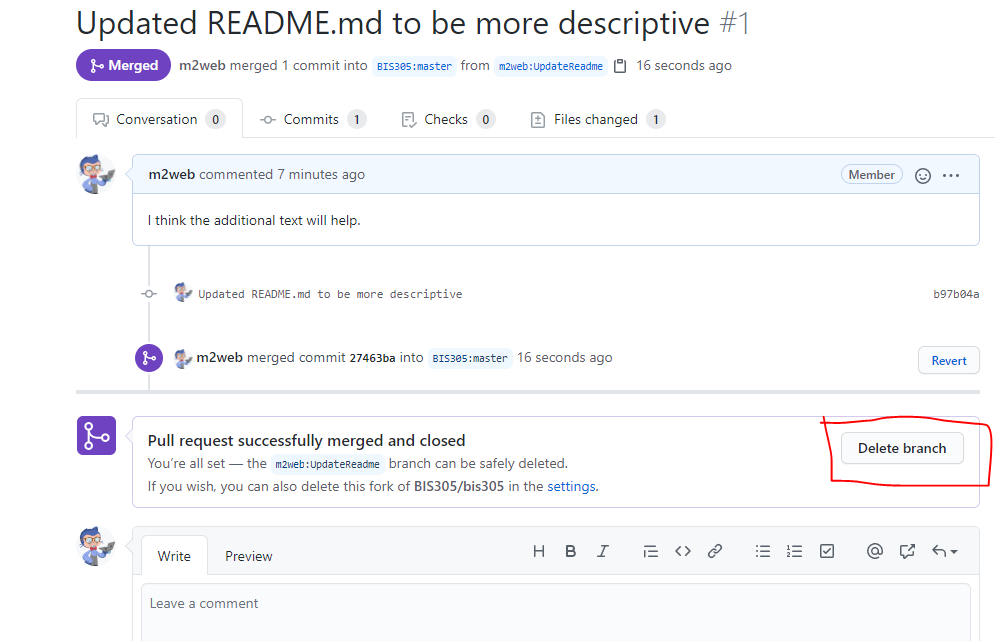 Updated README.md to be more descriptive #1
Merged m2web merged 1 commit into BIS305:master from m2web:UpdateReadme 16 seconds ago
Conversation 0 Commits 1 Checks 0 Files changed 1
m2web commented 7 minutes ago Member
I think the additional text will help.
Updated README.md to be more descriptive b97b04a
m2web merged commit 27463ba into BIS305:master 16 seconds ago Revert
Pull request successfully merged and closed
Delete branch
You're all set — the m2web:UpdateReadme branch can be safely deleted.
If you wish, you can also delete this fork of BIS305/bis305 in the settings.
Write Preview H B I
Leave a comment